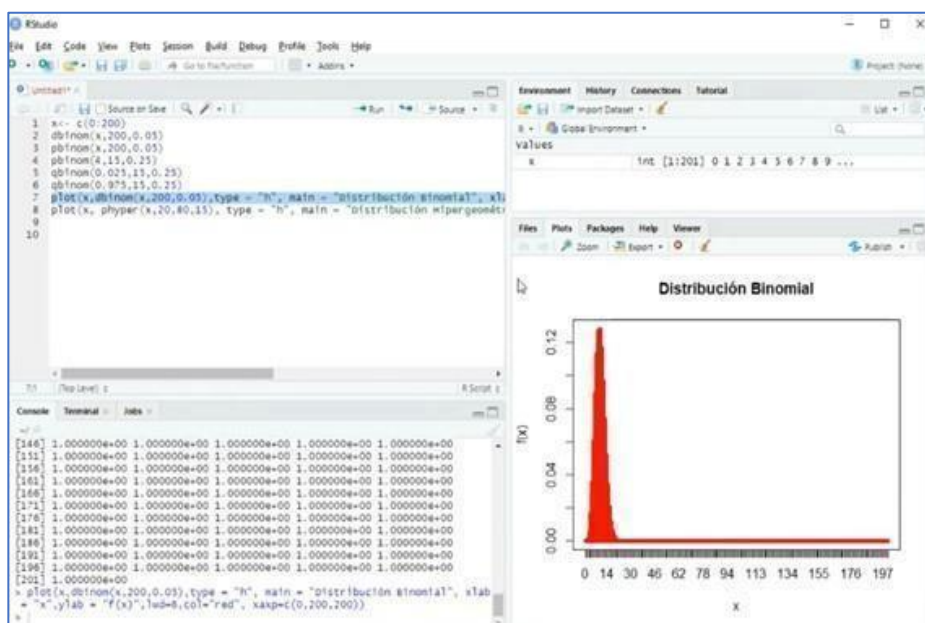 RStudio
File Edit Code View Plots Session Build Debug Profile Tools Help
Go to file/function Addins
Project: (None)
Untitled1*
Source on Save Run Source
1 x<- c(0:200)
2 dbinom(x,200,0.05)
3 pbinom(x,200,0.05)
4 pbinom(4,15,0.25)
5 qbinom(0.025,15,0.25)
6 qbinom(0.975,15,0.25)
7 plot(x,dbinom(x,200,0.05),type = "h", main = "Distribución Binomial", xla
8 plot(x, phyper(x,20,80,15), type = "h", main = "Distribución Hipergeométr
9
10
7:1 (Top Level) R Script
Console Terminal Jobs
[146] 1.000000e+00 1.000000e+00 1.000000e+00 1.000000e+00 1.000000e+00
[151] 1.000000e+00 1.000000e+00 1.000000e+00 1.000000e+00 1.000000e+00
[156] 1.000000e+00 1.000000e+00 1.000000e+00 1.000000e+00 1.000000e+00
[161] 1.000000e+00 1.000000e+00 1.000000e+00 1.000000e+00 1.000000e+00
[166] 1.000000e+00 1.000000e+00 1.000000e+00 1.000000e+00 1.000000e+00
[171] 1.000000e+00 1.000000e+00 1.000000e+00 1.000000e+00 1.000000e+00
[176] 1.000000e+00 1.000000e+00 1.000000e+00 1.000000e+00 1.000000e+00
[181] 1.000000e+00 1.000000e+00 1.000000e+00 1.000000e+00 1.000000e+00
[186] 1.000000e+00 1.000000e+00 1.000000e+00 1.000000e+00 1.000000e+00
[191] 1.000000e+00 1.000000e+00 1.000000e+00 1.000000e+00 1.000000e+00
[196] 1.000000e+00 1.000000e+00 1.000000e+00 1.000000e+00 1.000000e+00
[201] 1.000000e+00
> plot(x,dbinom(x,200,0.05),type = "h", main = "Distribución Binomial", xlab
= "x",ylab = "f(x)",lwd=8,col="red", xaxp=c(0,200,200))
>
Environment History Connections Tutorial
Import Dataset List
R Global Environment
values
x int [1:201] 0 1 2 3 4 5 6 7 8 9 ...
Files Plots Packages Help Viewer
Zoom Export Publish
Distribución Binomial
f(x)
0.12
0.08
0.04
0.00
0 14 30 46 62 78 94 113 134 155 176 197
x